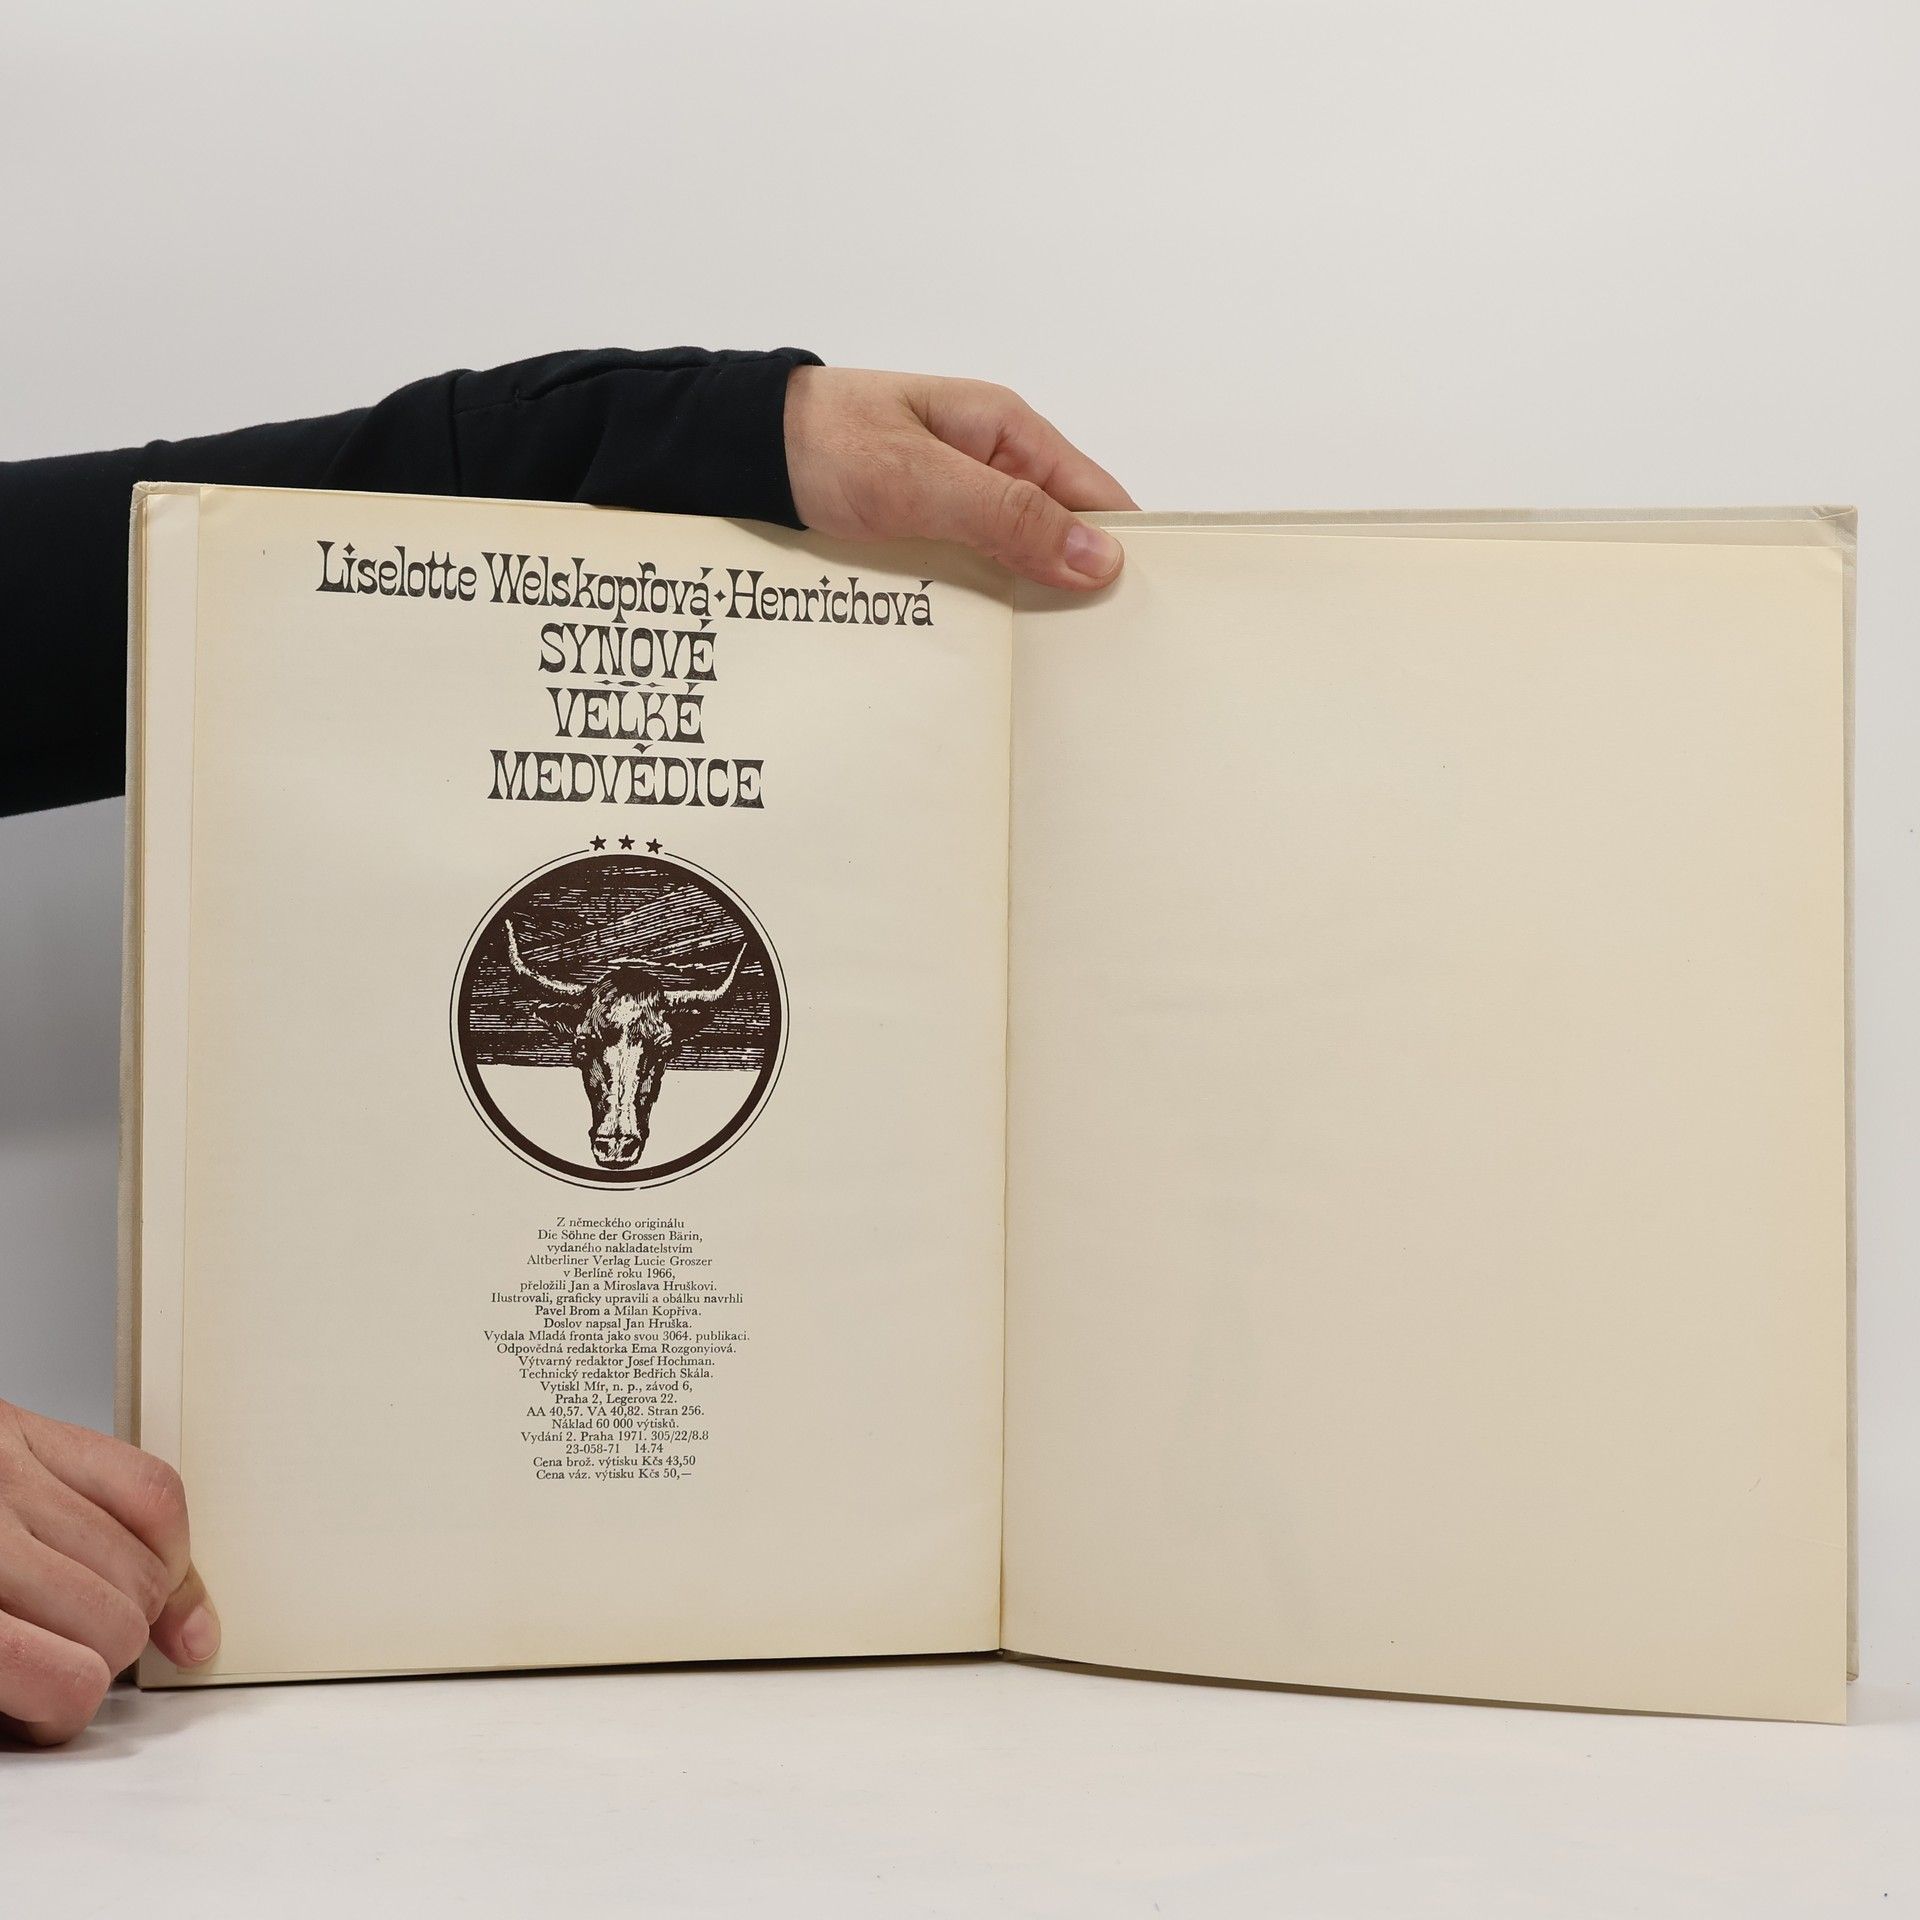 Liselotte Welskopfová·Henrichová
SYNOVÉ
VELKÉ
MEDVĚDICE
Z německého originálu
Die Söhne der Grossen Bärin,
vydaného nakladatelstvím
Altberliner Verlag Lucie Groszer
v Berlíně roku 1966,
přeložili Jan a Miroslava Hruškovi.
Ilustrovali, graficky upravili a obálku navrhli
Pavel Brom a Milan Kopřiva.
Doslov napsal Jan Hruška.
Vydala Mladá fronta jako svou 3064. publikaci.
Odpovědná redaktorka Ema Rozgonyiová.
Výtvarný redaktor Josef Hochman.
Technický redaktor Bedřich Skála.
Vytiskl Mír, n. p., závod 6,
Praha 2, Legerova 22.
AA 40,57. VA 40,82. Stran 256.
Náklad 60 000 výtisků.
Vydání 2. Praha 1971. 305/22/8.8
23-058-71 14.74
Cena brož. výtisku Kčs 43,50
Cena váz. výtisku Kčs 50,—